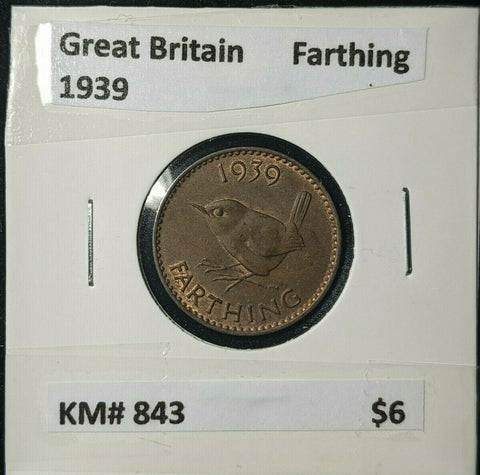 Great Britain Farthing
1939
1939
FARTHING
KM# 843 $6